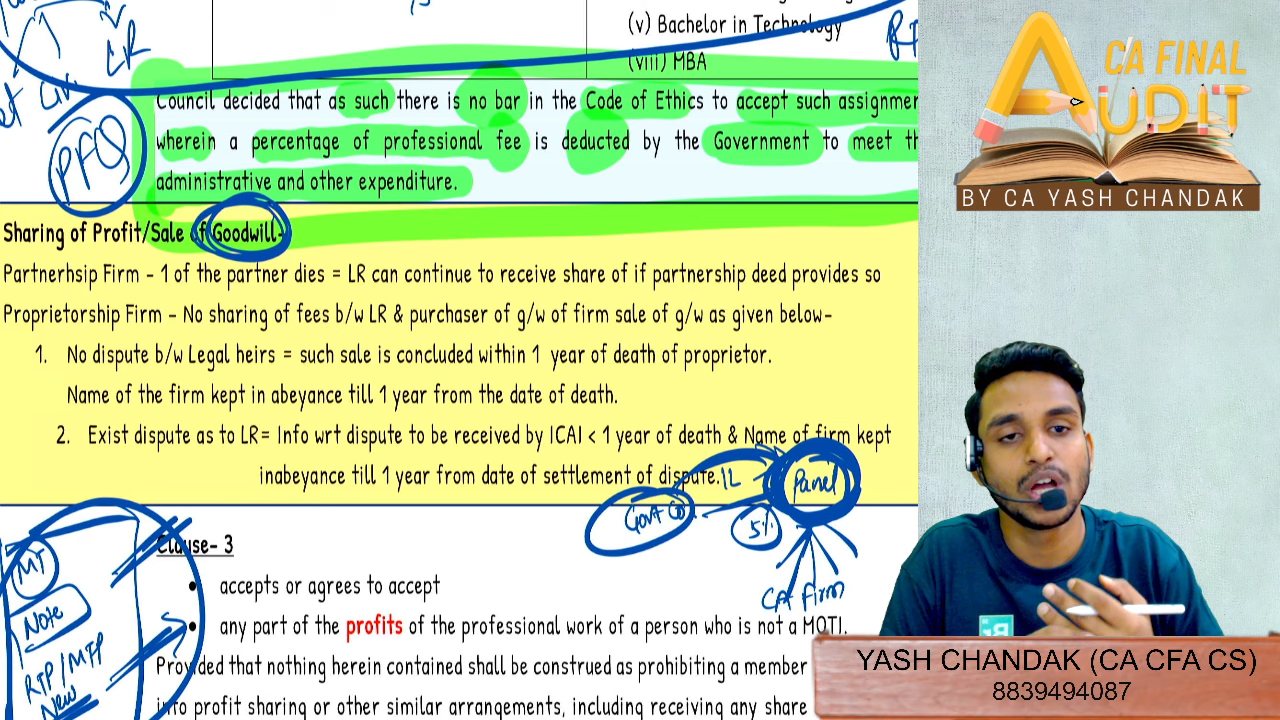 (v) Bachelor in Technology
(viii) MBA
LR
PFQ
Council decided that as such there is no bar in the Code of Ethics to accept such assignmen
wherein a percentage of professional fee is deducted by the Government to meet th
administrative and other expenditure.
Sharing of Profit/Sale of Goodwill-
Partnerhsip Firm - 1 of the partner dies = LR can continue to receive share of if partnership deed provides so
Proprietorship Firm - No sharing of fees b/w LR & purchaser of g/w of firm sale of g/w as given below-
1. No dispute b/w Legal heirs = such sale is concluded within 1 year of death of proprietor.
Name of the firm kept in abeyance till 1 year from the date of death.
2. Exist dispute as to LR= Info wrt dispute to be received by ICAI < 1 year of death & Name of firm kept
inabeyance till 1 year from date of settlement of dispute.
1L
Panel
Govt Co
5%
CA firm
Clause- 3
• accepts or agrees to accept
• any part of the profits of the professional work of a person who is not a MOTI.
Provided that nothing herein contained shall be construed as prohibiting a member
into profit sharing or other similar arrangements, including receiving any share
MY
Note
RTP/MTP
New
CA FINAL
AUDIT
BY CA YASH CHANDAK
YASH CHANDAK (CA CFA CS)
8839494087